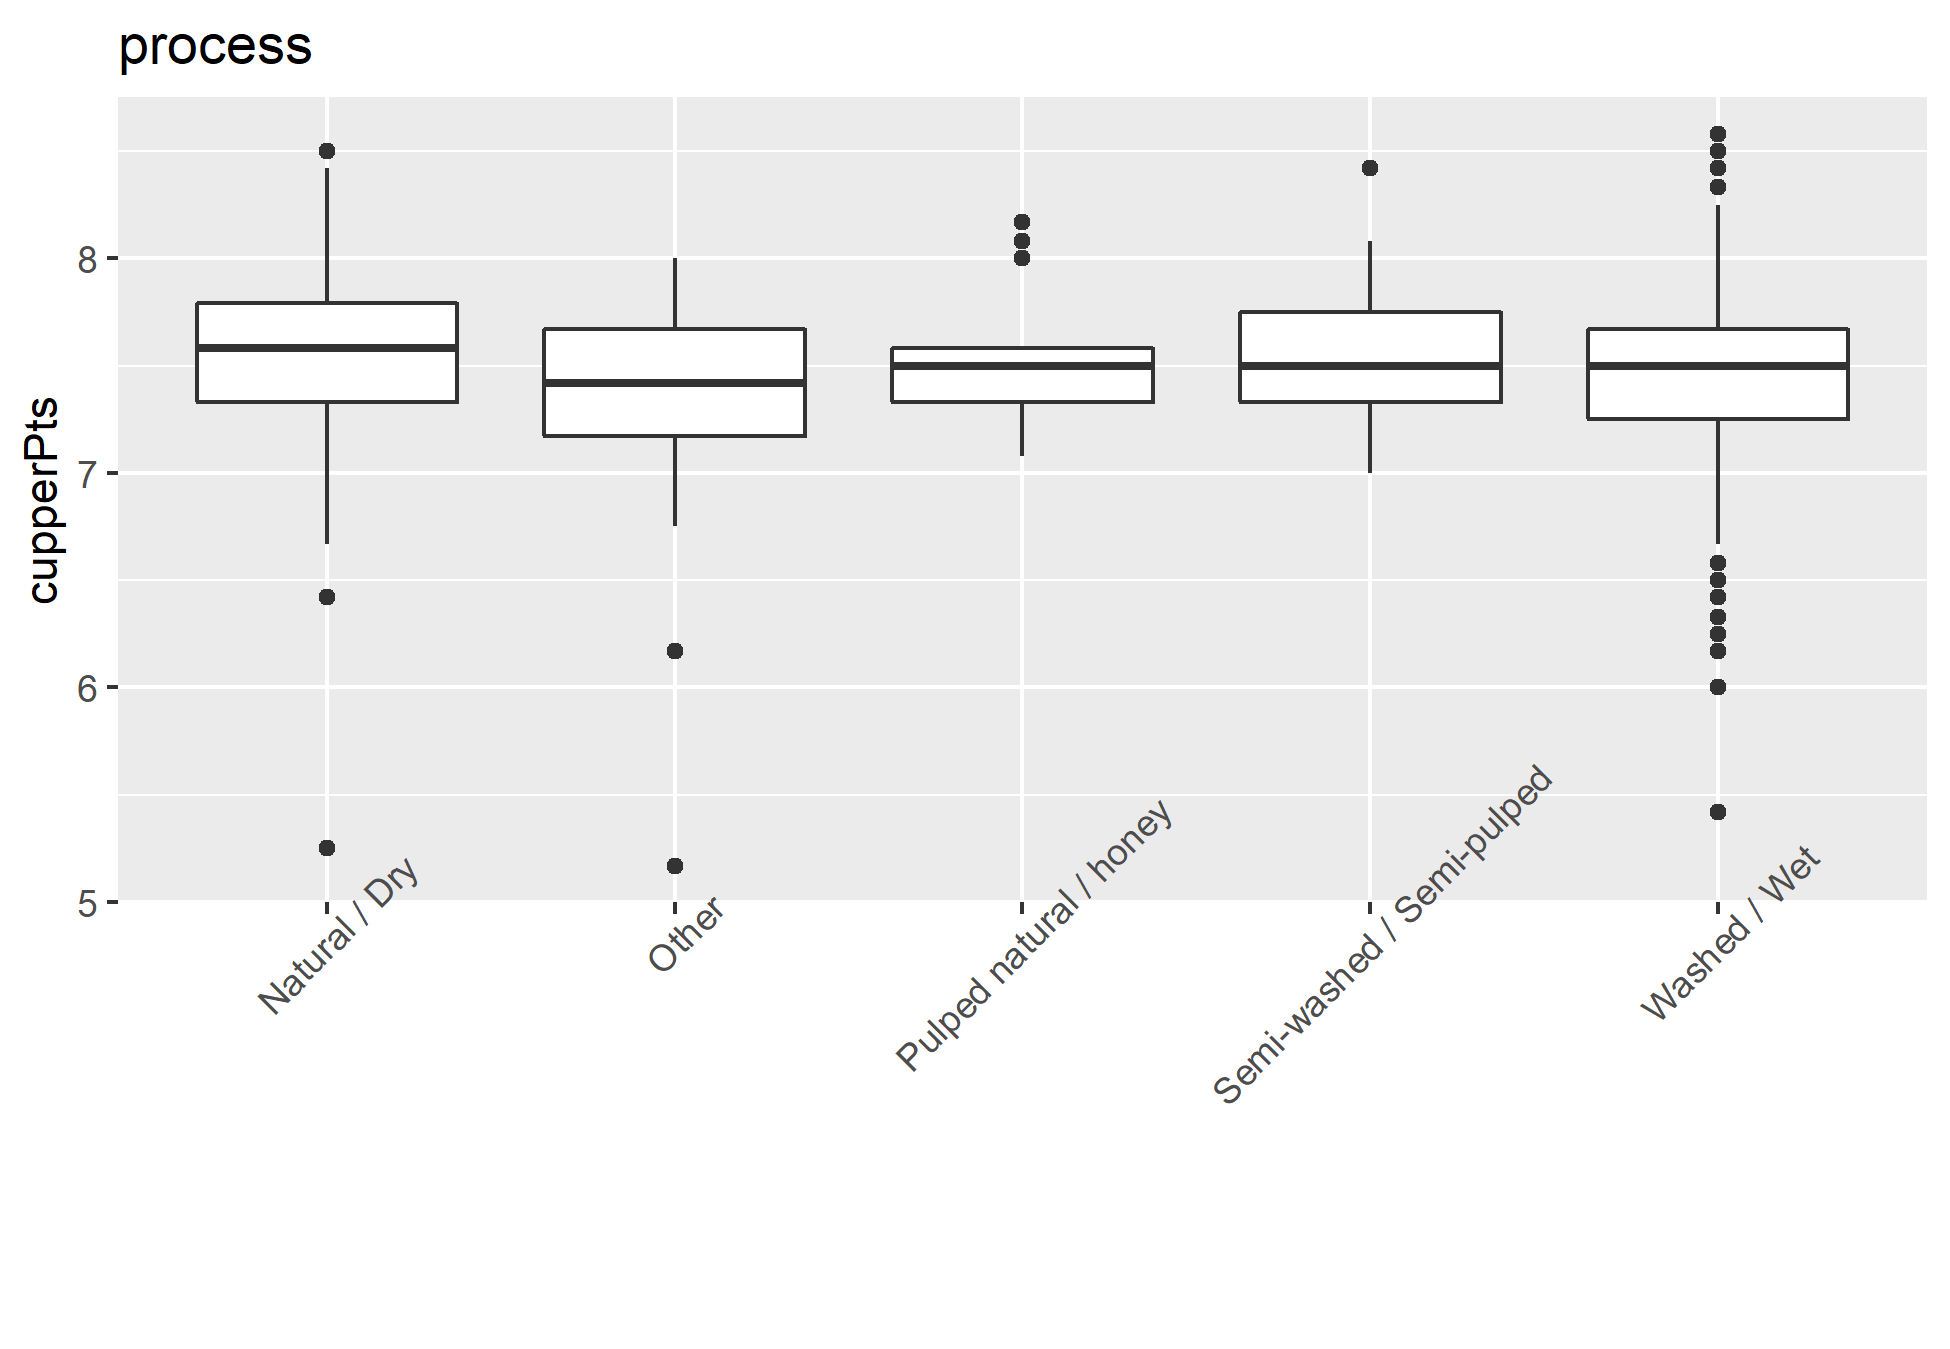 process
cupperPts
8
7
6
5
Natural / Dry
Other
Pulped natural / honey
Semi-washed / Semi-pulped
Washed / Wet